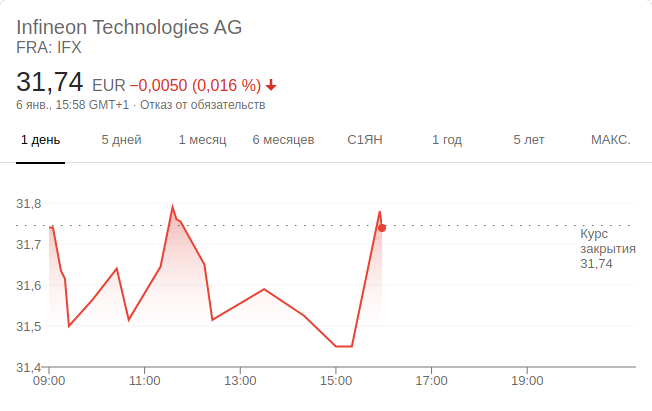 Infineon Technologies AG
FRA: IFX
31,74 EUR −0,0050 (0,016 %)
6 янв., 15:58 GMT+1 · Отказ от обязательств
1 день 5 дней 1 месяц 6 месяцев С1ЯН 1 год 5 лет МАКС.
31,8
31,7
31,6
31,5
31,4
Курс
закрытия
31,74
09:00 11:00 13:00 15:00 17:00 19:00